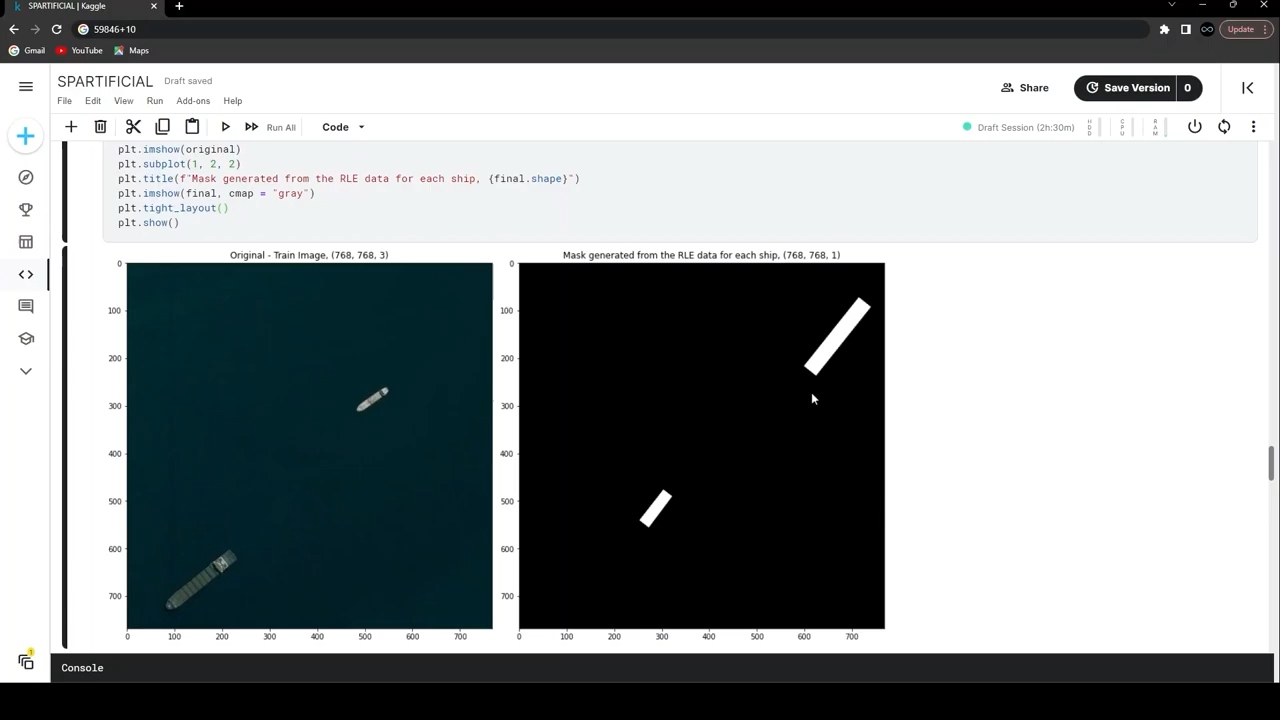 SPARTIFICIAL | Kaggle
59846+10
Update
Gmail YouTube Maps
SPARTIFICIAL Draft saved
File Edit View Run Add-ons Help
Share
Save Version 0
Run All Code
Draft Session (2h:30m)
HDD
CPU
RAM
plt.imshow(original)
plt.subplot(1, 2, 2)
plt.title(f"Mask generated from the RLE data for each ship, {final.shape}")
plt.imshow(final, cmap = "gray")
plt.tight_layout()
plt.show()
Original - Train Image, (768, 768, 3)
0
100
200
300
400
500
600
700
0 100 200 300 400 500 600 700
Mask generated from the RLE data for each ship, (768, 768, 1)
0
100
200
300
400
500
600
700
0 100 200 300 400 500 600 700
1
Console